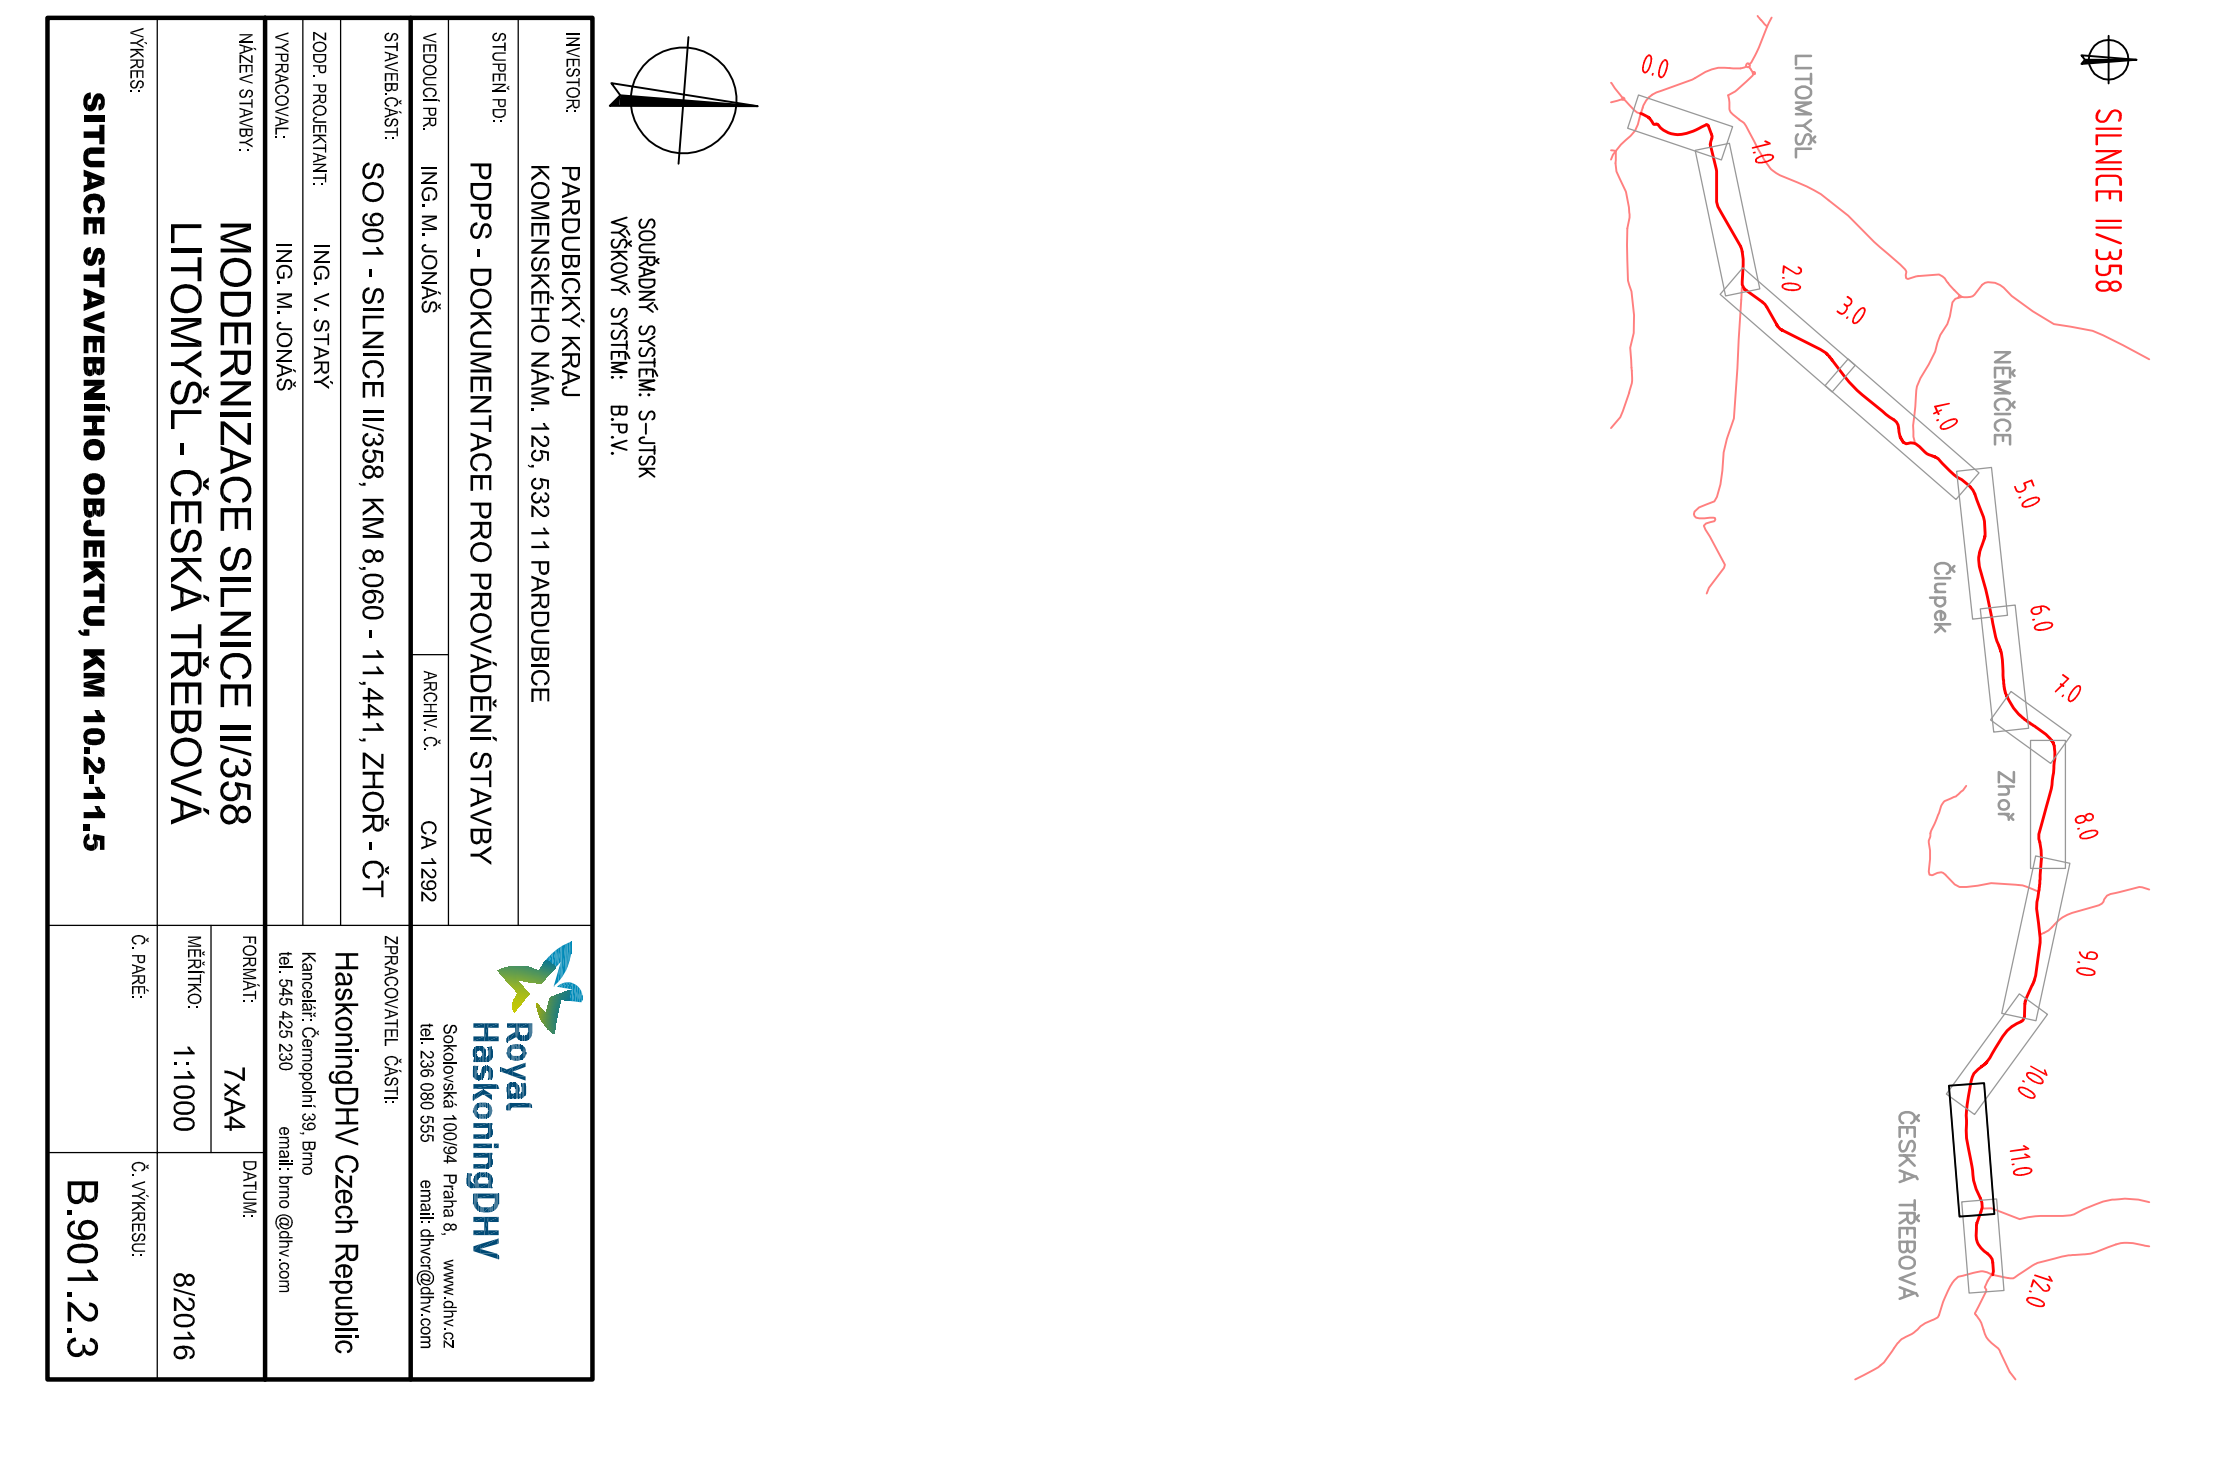 SILNICE II/358
LITOMYŠL
0.0
1.0
2.0
3.0
NĚMČICE
4.0
5.0
Člupek
6.0
7.0
Zhoř
8.0
9.0
10.0
ČESKÁ TŘEBOVÁ
11.0
12.0
SOUŘADNÝ SYSTÉM: S-JTSK
VÝŠKOVÝ SYSTÉM: B.P.V.
INVESTOR:
PARDUBICKÝ KRAJ
KOMENSKÉHO NÁM. 125, 532 11 PARDUBICE
STUPEŇ PD:
PDPS - DOKUMENTACE PRO PROVÁDĚNÍ STAVBY
VEDOUCÍ PR. ING. M. JONÁŠ
ARCHIV. Č. CA 1292
STAVEB.ČÁST:
SO 901 - SILNICE II/358, KM 8,060 - 11,441, ZHOŘ - ČT
ZODP. PROJEKTANT: ING. V. STARÝ
VYPRACOVAL: ING. M. JONÁŠ
Royal
HaskoningDHV
Sokolovská 100/94 Praha 8, www.dhv.cz
tel. 236 080 555 email: dhvcr@dhv.com
ZPRACOVATEL ČÁSTI:
HaskoningDHV Czech Republic
Kancelář: Černopolní 39, Brno
tel. 545 425 230 email: brno @dhv.com
NÁZEV STAVBY:
MODERNIZACE SILNICE II/358
LITOMYŠL - ČESKÁ TŘEBOVÁ
FORMÁT: 7xA4
MĚŘÍTKO: 1:1000
DATUM:
8/2016
VÝKRES:
SITUACE STAVEBNÍHO OBJEKTU, KM 10.2-11.5
Č. PARÉ:
Č. VÝKRESU:
B.901.2.3